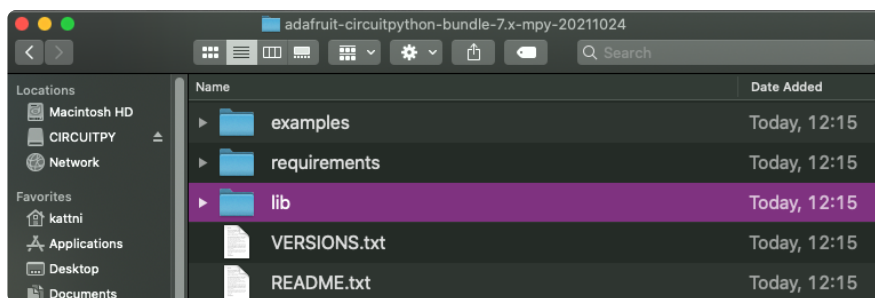 adafruit-circuitpython-bundle-7.x-mpy-20211024
Search
Locations
Macintosh HD
CIRCUITPY
Network
Favorites
kattni
Applications
Desktop
Documents
Name Date Added
examples Today, 12:15
requirements Today, 12:15
lib Today, 12:15
VERSIONS.txt Today, 12:15
README.txt Today, 12:15